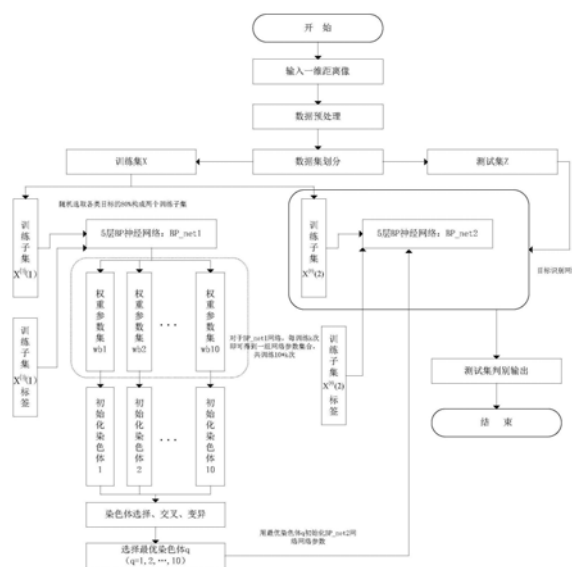 开 始
输入一维距离像
数据预处理
训练集X
数据集划分
测试集Z
随机选取各类目标的80%构成两个训练子集
训
练
子
集
X⁽ⁱ⁾(1)
5层BP神经网络：BP_net1
训
练
子
集
X⁽ⁱ⁾(2)
5层BP神经网络：BP_net2
目标识别网
权
重
参
数
集
wb1
权
重
参
数
集
wb2
···
权
重
参
数
集
wb10
对于BP_net1网络，每训练k次
即可得到一组网络参数集合，
共训练10*k次
训
练
子
集
X⁽ⁱ⁾(1)
标
签
训
练
子
集
X⁽ⁱ⁾(2)
标
签
测试集判别输出
结 束
初
始
化
染
色
体
1
初
始
化
染
色
体
2
···
初
始
化
染
色
体
10
染色体选择、交叉、变异
用最优染色体q初始化BP_net2网
络网络参数
选择最优染色体q
（q=1,2,···,10）